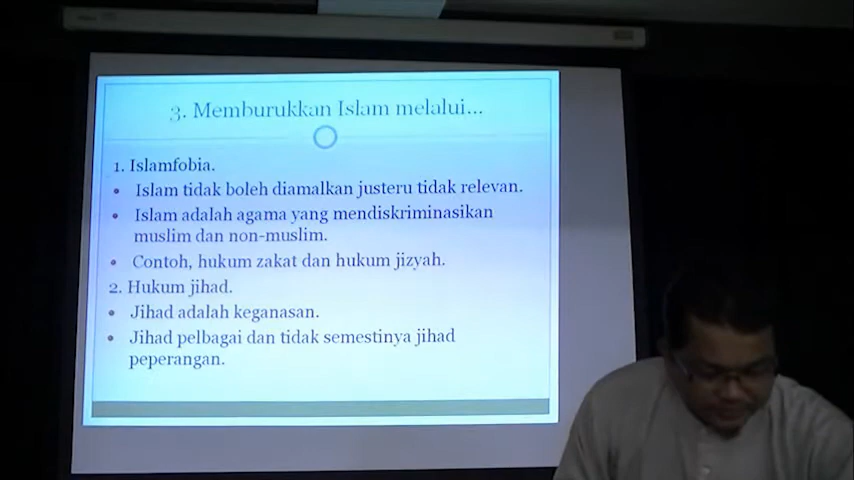 3. Memburukkan Islam melalui...
1. Islamfobia.
• Islam tidak boleh diamalkan justeru tidak relevan.
• Islam adalah agama yang mendiskriminasikan
muslim dan non-muslim.
• Contoh, hukum zakat dan hukum jizyah.
2. Hukum jihad.
• Jihad adalah keganasan.
• Jihad pelbagai dan tidak semestinya jihad
peperangan.